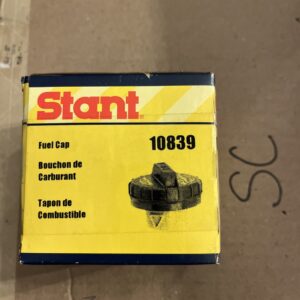 Stant
Fuel Cap
10839
Bouchon de
Carburant
Tapon de
Combustible
SC